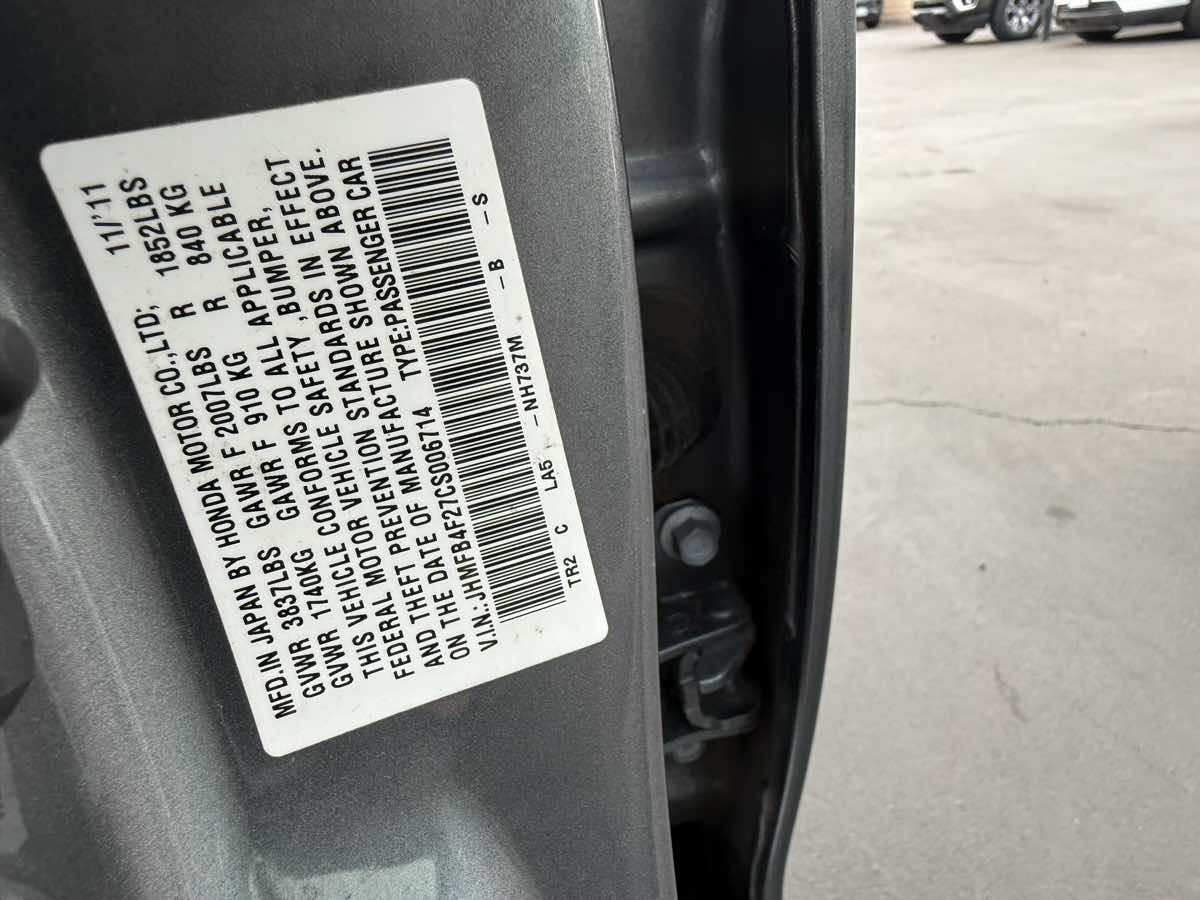 MFD.IN JAPAN BY HONDA MOTOR CO.,LTD; 11/'11
GVWR 3837LBS GAWR F 2007LBS R 1852LBS
GVWR 1740KG GAWR F 910 KG R 840 KG
THIS VEHICLE CONFORMS TO ALL APPLICABLE
FEDERAL MOTOR VEHICLE SAFETY ,BUMPER,
AND THEFT PREVENTION STANDARDS IN EFFECT
ON THE DATE OF MANUFACTURE SHOWN ABOVE.
V.I.N.:JHMFB4F27CS006714 TYPE:PASSENGER CAR
TR2 C LA5 -NH737M -B -S